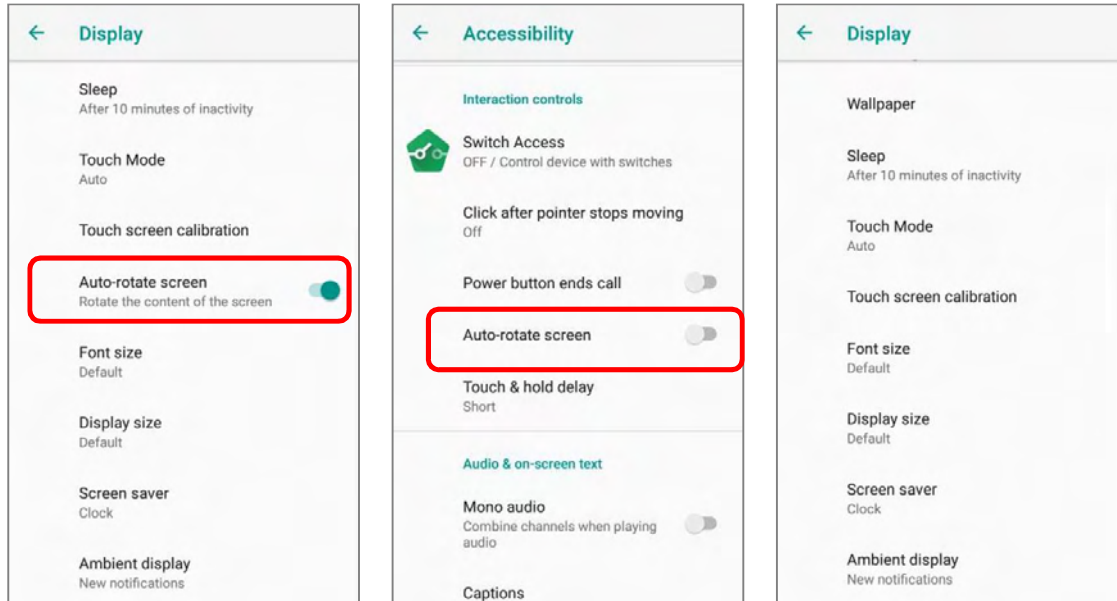 Display
Sleep
After 10 minutes of inactivity
Touch Mode
Auto
Touch screen calibration
Auto-rotate screen
Rotate the content of the screen
Font size
Default
Display size
Default
Screen saver
Clock
Ambient display
New notifications
Accessibility
Interaction controls
Switch Access
OFF / Control device with switches
Click after pointer stops moving
Off
Power button ends call
Auto-rotate screen
Touch & hold delay
Short
Audio & on-screen text
Mono audio
Combine channels when playing
audio
Captions
Display
Wallpaper
Sleep
After 10 minutes of inactivity
Touch Mode
Auto
Touch screen calibration
Font size
Default
Display size
Default
Screen saver
Clock
Ambient display
New notifications